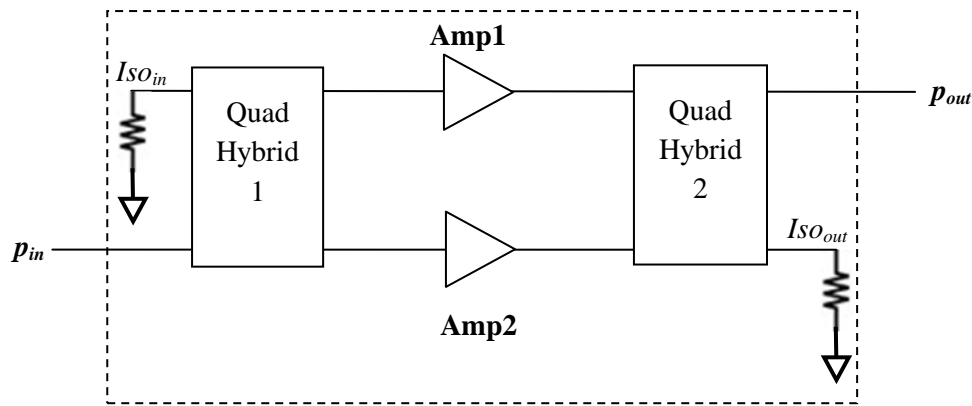 Amp1
Iso_in
Quad
Hybrid
1
Quad
Hybrid
2
p_out
p_in
Iso_out
Amp2